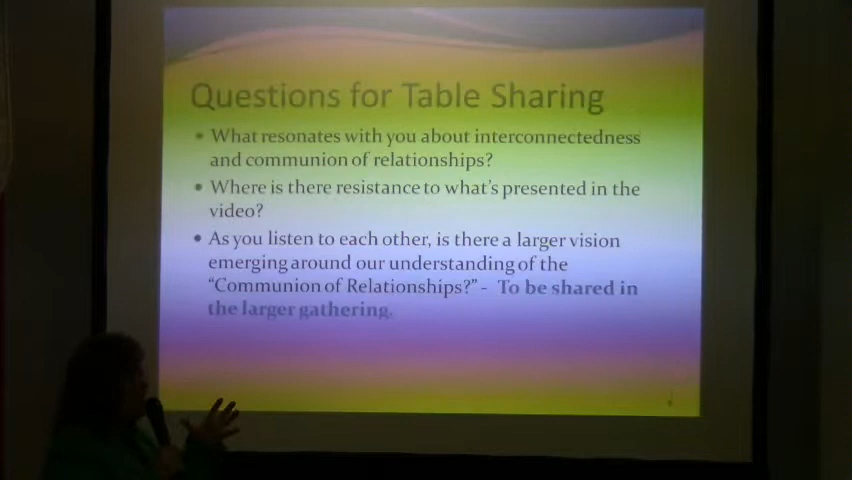 Questions for Table Sharing
• What resonates with you about interconnectedness
and communion of relationships?
• Where is there resistance to what's presented in the
video?
• As you listen to each other, is there a larger vision
emerging around our understanding of the
"Communion of Relationships?" - To be shared in
the larger gathering.